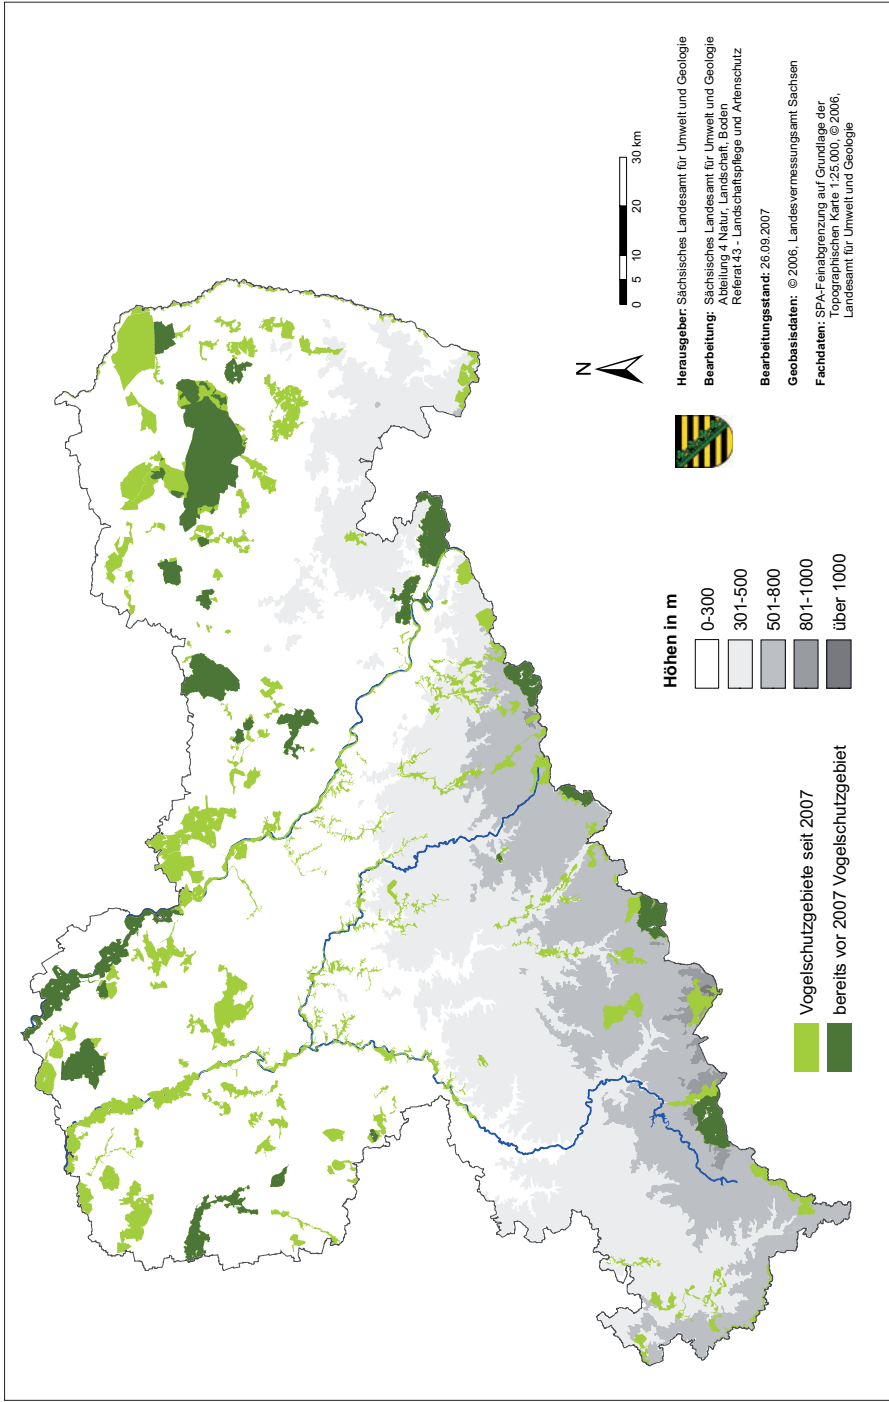 0
5
10
20
30 km
N
Herausgeber: Sächsisches Landesamt für Umwelt und Geologie
Bearbeitung: Sächsisches Landesamt für Umwelt und Geologie
Abteilung 4 Natur, Landschaft, Boden
Referat 43 - Landschaftspflege und Artenschutz
Bearbeitungsstand: 26.09.2007
Geobasisdaten: © 2006, Landesvermessungsamt Sachsen
Fachdaten: SPA-Feinabgrenzung auf Grundlage der
Topographischen Karte 1:25.000, © 2006,
Landesamt für Umwelt und Geologie
Höhen in m
0-300
301-500
501-800
801-1000
über 1000
Vogelschutzgebiete seit 2007
bereits vor 2007 Vogelschutzgebiet